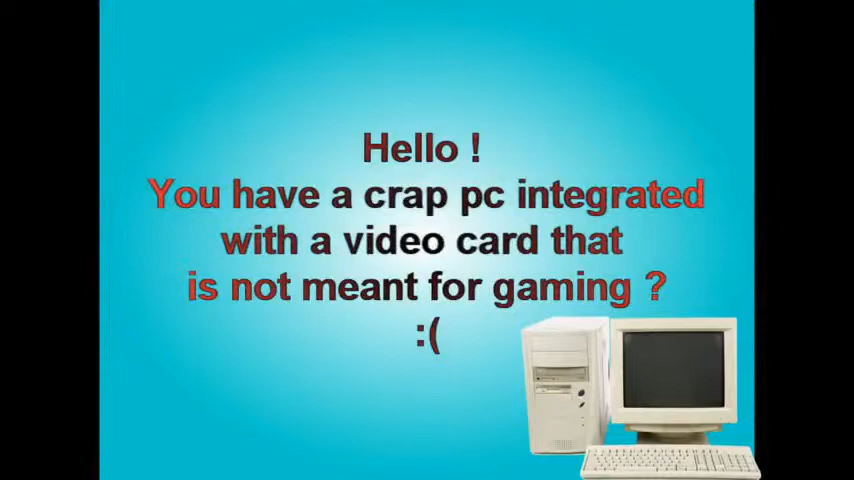 Hello !
You have a crap pc integrated
with a video card that
is not meant for gaming ?
:(